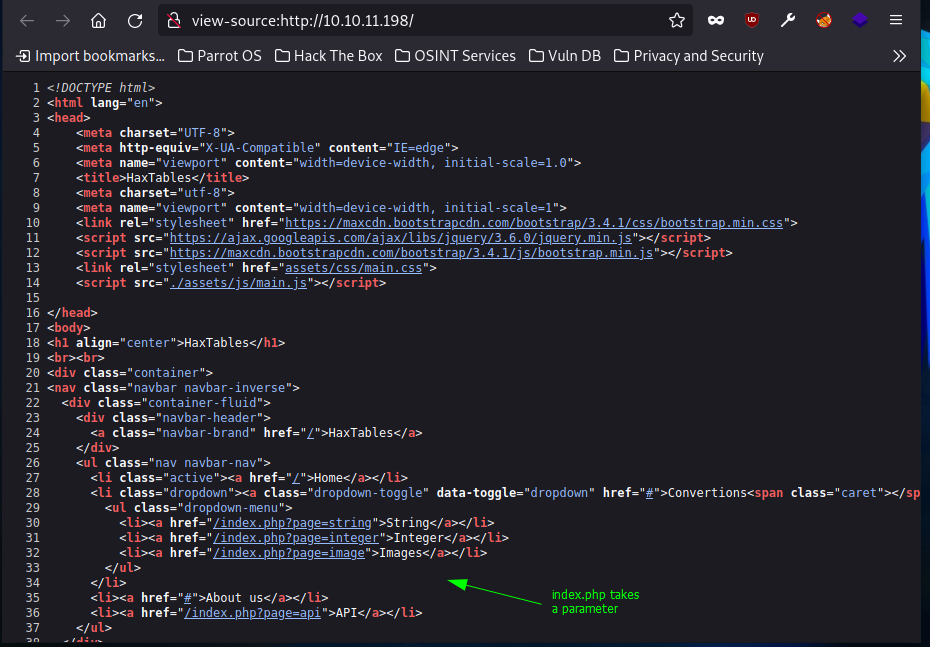 view-source:http://10.10.11.198/
Import bookmarks... Parrot OS Hack The Box OSINT Services Vuln DB Privacy and Security
1 <!DOCTYPE html>
2 <html lang="en">
3 <head>
4 <meta charset="UTF-8">
5 <meta http-equiv="X-UA-Compatible" content="IE=edge">
6 <meta name="viewport" content="width=device-width, initial-scale=1.0">
7 <title>HaxTables</title>
8 <meta charset="utf-8">
9 <meta name="viewport" content="width=device-width, initial-scale=1">
10 <link rel="stylesheet" href="https://maxcdn.bootstrapcdn.com/bootstrap/3.4.1/css/bootstrap.min.css">
11 <script src="https://ajax.googleapis.com/ajax/libs/jquery/3.6.0/jquery.min.js"></script>
12 <script src="https://maxcdn.bootstrapcdn.com/bootstrap/3.4.1/js/bootstrap.min.js"></script>
13 <link rel="stylesheet" href="assets/css/main.css">
14 <script src="./assets/js/main.js"></script>
15
16 </head>
17 <body>
18 <h1 align="center">HaxTables</h1>
19 <br><br>
20 <div class="container">
21 <nav class="navbar navbar-inverse">
22 <div class="container-fluid">
23 <div class="navbar-header">
24 <a class="navbar-brand" href="/">HaxTables</a>
25 </div>
26 <ul class="nav navbar-nav">
27 <li class="active"><a href="/">Home</a></li>
28 <li class="dropdown"><a class="dropdown-toggle" data-toggle="dropdown" href="#">Convertions<span class="caret"></sp
29 <ul class="dropdown-menu">
30 <li><a href="/index.php?page=string">String</a></li>
31 <li><a href="/index.php?page=integer">Integer</a></li>
32 <li><a href="/index.php?page=image">Images</a></li>
33 </ul>
34 </li>
35 <li><a href="#">About us</a></li>
36 <li><a href="/index.php?page=api">API</a></li>
37 </ul>
38 </div>
index.php takes
a parameter